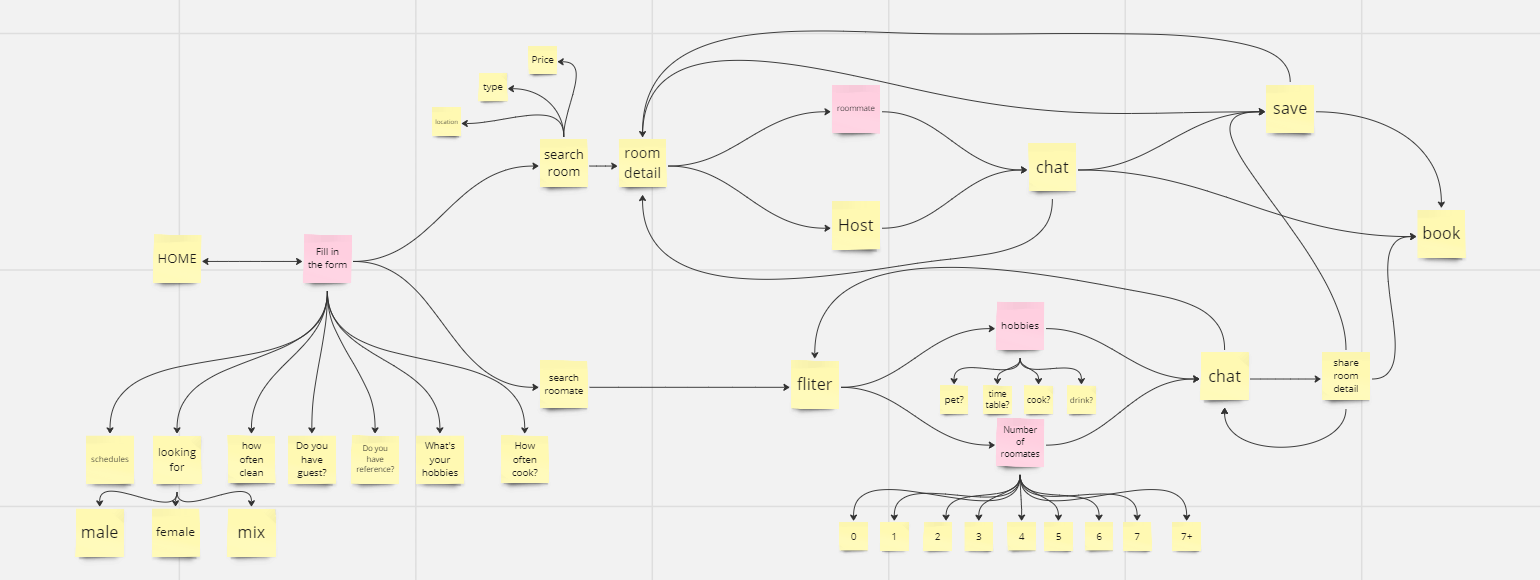 Price
type
location
search
room
room
detail
roommate
Host
chat
save
book
HOME
Fill in
the form
search
roomate
fliter
hobbies
pet?
time
table?
cook?
drink?
Number
of
roomates
chat
share
room
detail
schedules
looking
for
how
often
clean
Do you
have
guest?
Do you
have
reference?
What's
your
hobbies
How
often
cook?
male
female
mix
0
1
2
3
4
5
6
7
7+